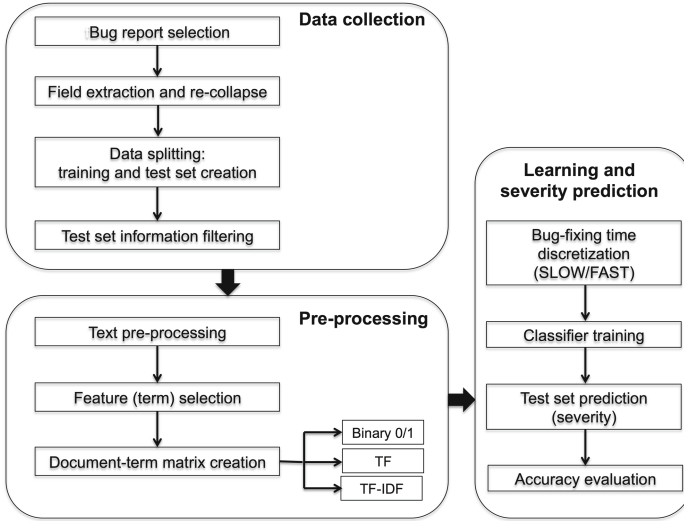 Data collection
Bug report selection
Field extraction and re-collapse
Data splitting:
training and test set creation
Test set information filtering
Pre-processing
Text pre-processing
Feature (term) selection
Document-term matrix creation
Binary 0/1
TF
TF-IDF
Learning and
severity prediction
Bug-fixing time
discretization
(SLOW/FAST)
Classifier training
Test set prediction
(severity)
Accuracy evaluation